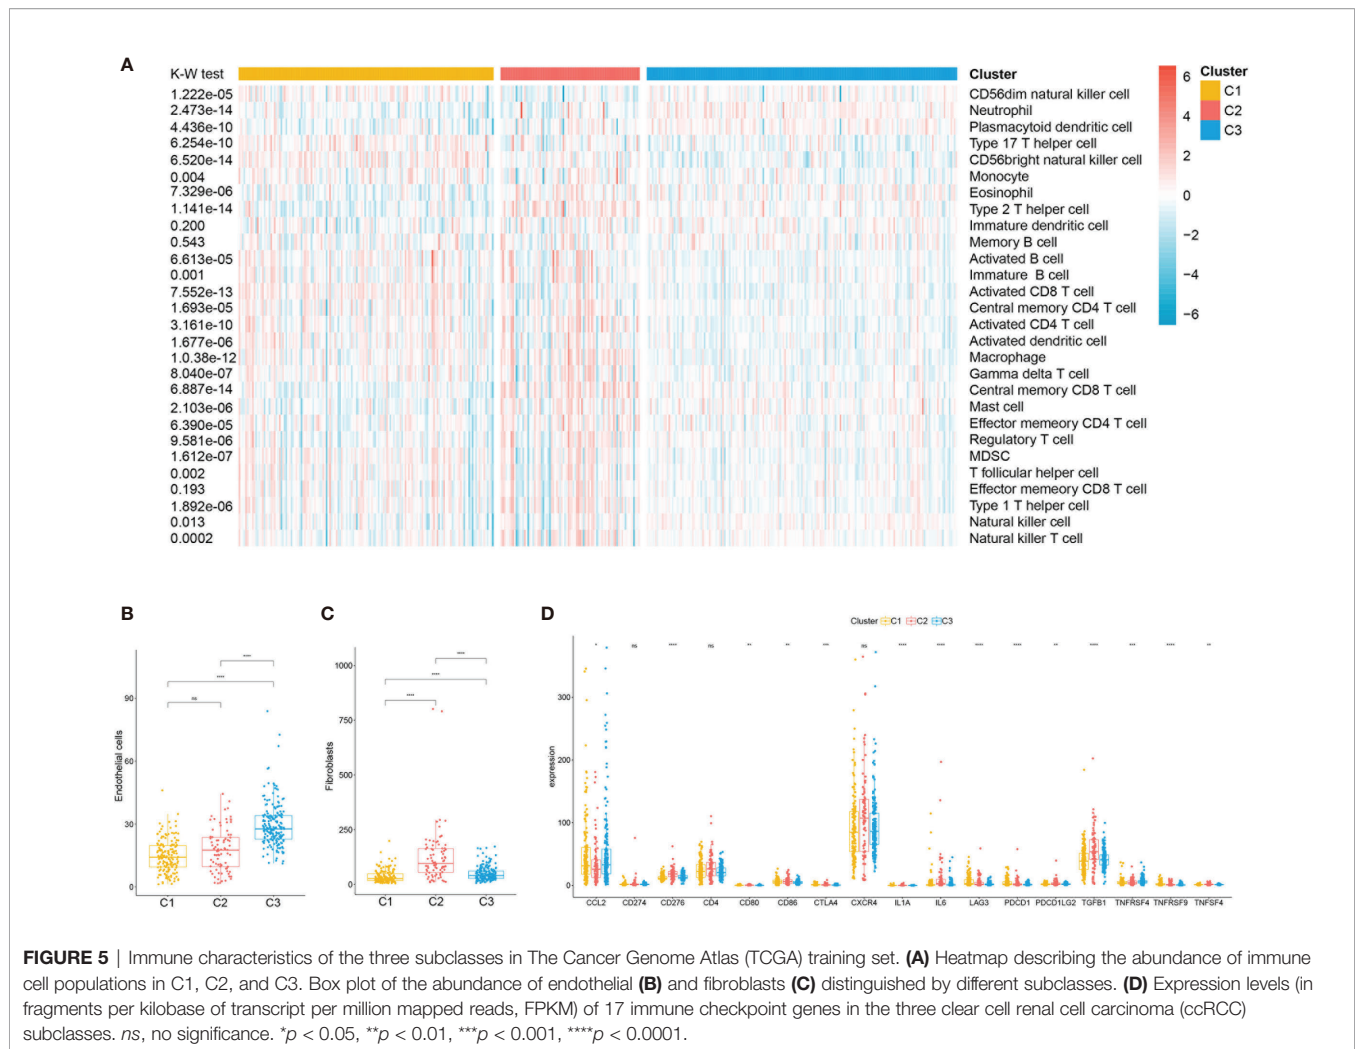 A
K-W test
Cluster
1.222e-05 CD56dim natural killer cell
2.473e-14 Neutrophil
4.436e-10 Plasmacytoid dendritic cell
6.254e-10 Type 17 T helper cell
6.520e-14 CD56bright natural killer cell
0.004 Monocyte
7.329e-06 Eosinophil
1.141e-14 Type 2 T helper cell
0.200 Immature dendritic cell
0.543 Memory B cell
6.613e-05 Activated B cell
0.001 Immature B cell
7.552e-13 Activated CD8 T cell
1.693e-05 Central memory CD4 T cell
3.161e-10 Activated CD4 T cell
1.677e-06 Activated dendritic cell
1.0.38e-12 Macrophage
8.040e-07 Gamma delta T cell
6.887e-14 Central memory CD8 T cell
2.103e-06 Mast cell
6.390e-05 Effector memeory CD4 T cell
9.581e-06 Regulatory T cell
1.612e-07 MDSC
0.002 T follicular helper cell
0.193 Effector memeory CD8 T cell
1.892e-06 Type 1 T helper cell
0.013 Natural killer cell
0.0002 Natural killer T cell
6
4
2
0
−2
−4
−6
Cluster
C1
C2
C3
B
Endothelial cells
90
60
30
0
****
****
ns
C1 C2 C3
C
Fibroblasts
1000
750
500
250
0
****
****
****
C1 C2 C3
D
Cluster C1 C2 C3
expression
300
200
100
0
* ns **** ns ** ** *** ns **** **** **** **** ** **** *** **** **
CCL2 CD274 CD276 CD4 CD80 CD86 CTLA4 CXCR4 IL1A IL6 LAG3 PDCD1 PDCD1LG2 TGFB1 TNFRSF4 TNFRSF9 TNFSF4
FIGURE 5 | Immune characteristics of the three subclasses in The Cancer Genome Atlas (TCGA) training set. (A) Heatmap describing the abundance of immune
cell populations in C1, C2, and C3. Box plot of the abundance of endothelial (B) and fibroblasts (C) distinguished by different subclasses. (D) Expression levels (in
fragments per kilobase of transcript per million mapped reads, FPKM) of 17 immune checkpoint genes in the three clear cell renal cell carcinoma (ccRCC)
subclasses. ns, no significance. *p < 0.05, **p < 0.01, ***p < 0.001, ****p < 0.0001.